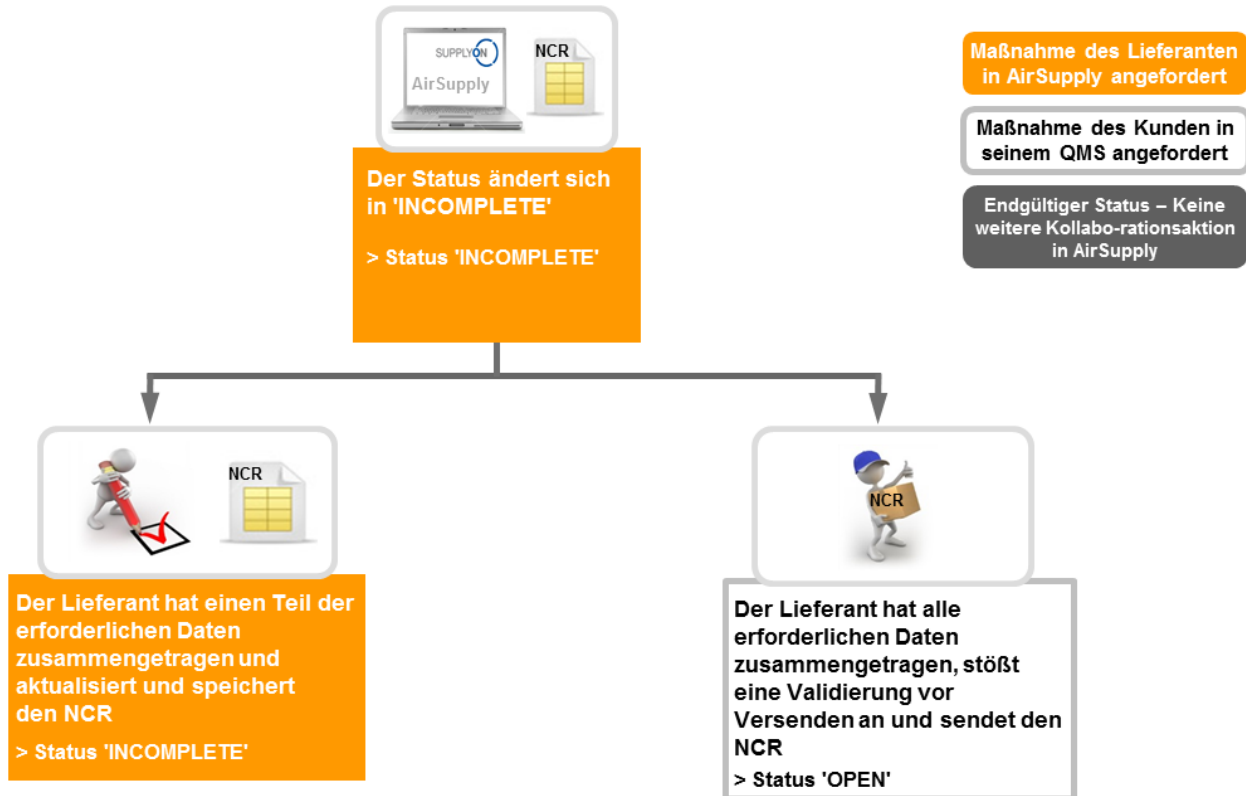 SUPPLYON
AirSupply
NCR
Maßnahme des Lieferanten
in AirSupply angefordert
Maßnahme des Kunden in
seinem QMS angefordert
Endgültiger Status – Keine
weitere Kollabo-rationsaktion
in AirSupply
Der Status ändert sich
in 'INCOMPLETE'
> Status 'INCOMPLETE'
NCR
Der Lieferant hat einen Teil der
erforderlichen Daten
zusammengetragen und
aktualisiert und speichert
den NCR
> Status 'INCOMPLETE'
NCR
Der Lieferant hat alle
erforderlichen Daten
zusammengetragen, stößt
eine Validierung vor
Versenden an und sendet den
NCR
> Status 'OPEN'